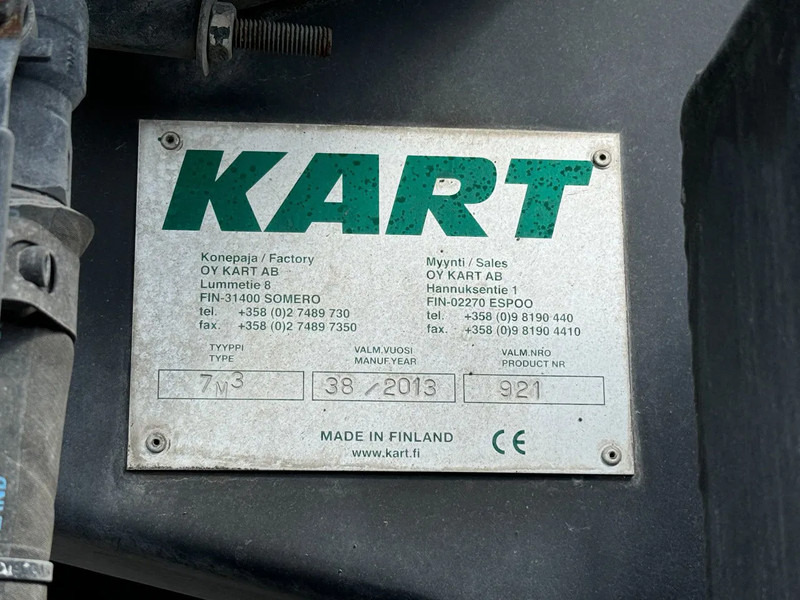 KART
Konepaja / Factory
OY KART AB
Lummetie 8
FIN-31400 SOMERO
tel. +358 (0)2 7489 730
fax. +358 (0)2 7489 7350
Myynti / Sales
OY KART AB
Hannuksentie 1
FIN-02270 ESPOO
tel. +358 (0)9 8190 440
fax. +358 (0)9 8190 4410
TYYPPI
TYPE
7M3
VALM.VUOSI
MANUF.YEAR
38/2013
VALM.NRO
PRODUCT NR
921
MADE IN FINLAND
www.kart.fi
CE